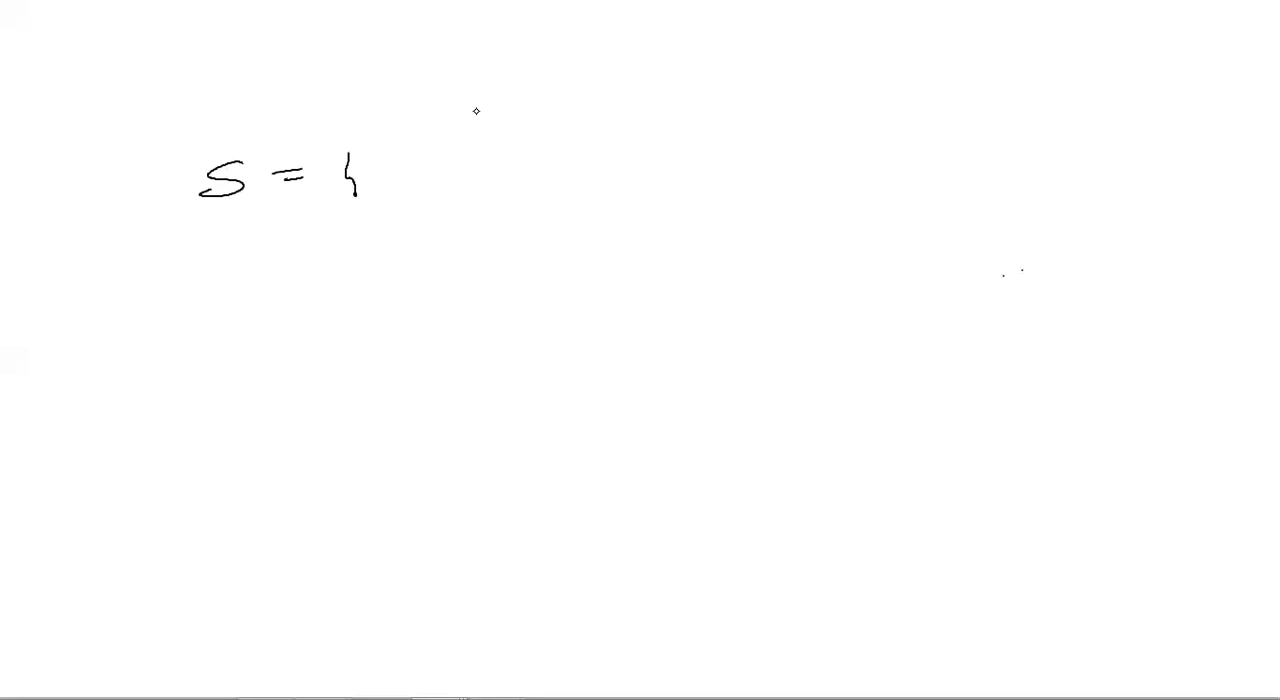 S = {